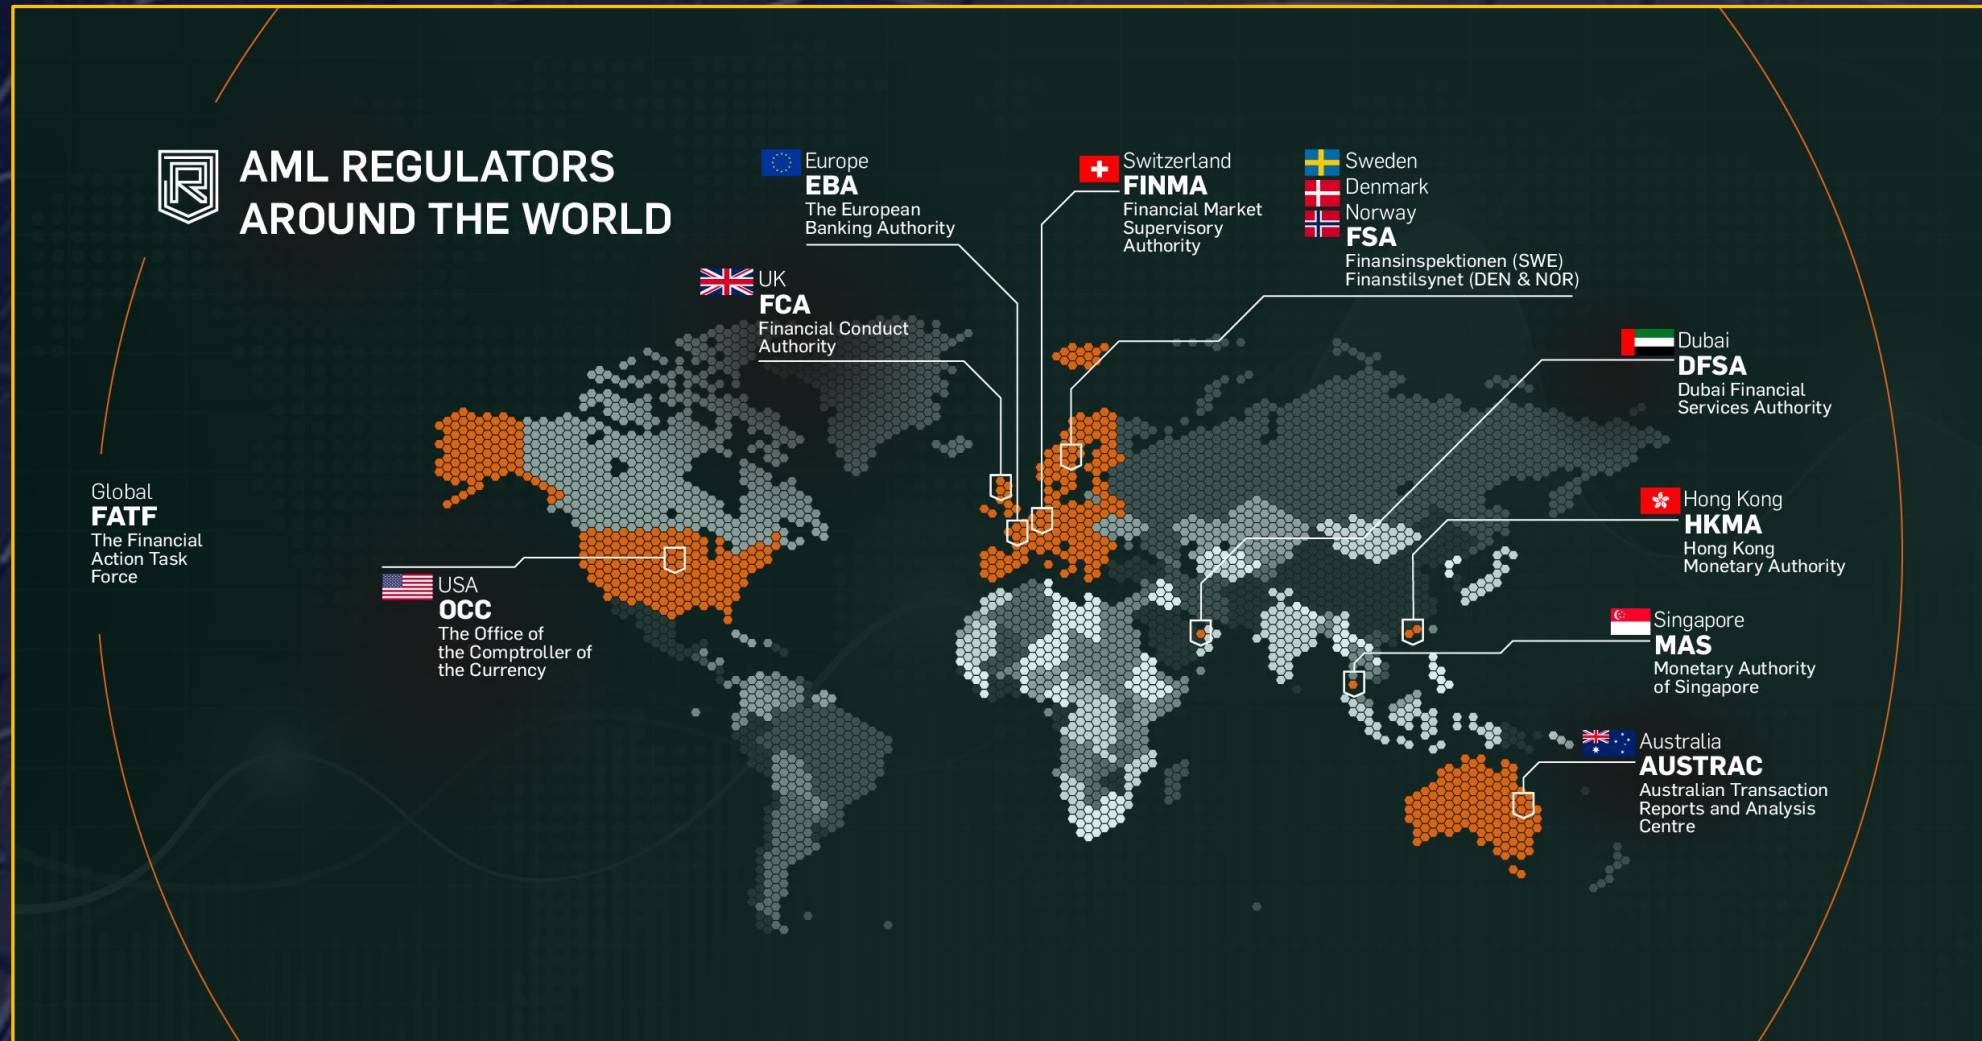 R
AML REGULATORS
AROUND THE WORLD
Europe
EBA
The European
Banking Authority
Switzerland
FINMA
Financial Market
Supervisory
Authority
Sweden
Denmark
Norway
FSA
Finansinspektionen (SWE)
Finanstilsynet (DEN & NOR)
UK
FCA
Financial Conduct
Authority
Dubai
DFSA
Dubai Financial
Services Authority
Global
FATF
The Financial
Action Task
Force
Hong Kong
HKMA
Hong Kong
Monetary Authority
USA
OCC
The Office of
the Comptroller of
the Currency
Singapore
MAS
Monetary Authority
of Singapore
Australia
AUSTRAC
Australian Transaction
Reports and Analysis
Centre